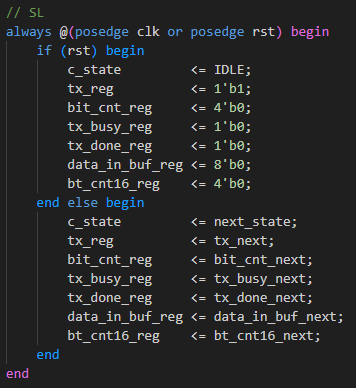 // SL
always @(posedge clk or posedge rst) begin
    if (rst) begin
        c_state         <= IDLE;
        tx_reg          <= 1'b1;
        bit_cnt_reg     <= 4'b0;
        tx_busy_reg     <= 1'b0;
        tx_done_reg     <= 1'b0;
        data_in_buf_reg <= 8'b0;
        bt_cnt16_reg    <= 4'b0;
    end else begin
        c_state         <= next_state;
        tx_reg          <= tx_next;
        bit_cnt_reg     <= bit_cnt_next;
        tx_busy_reg     <= tx_busy_next;
        tx_done_reg     <= tx_done_next;
        data_in_buf_reg <= data_in_buf_next;
        bt_cnt16_reg    <= bt_cnt16_next;
    end
end